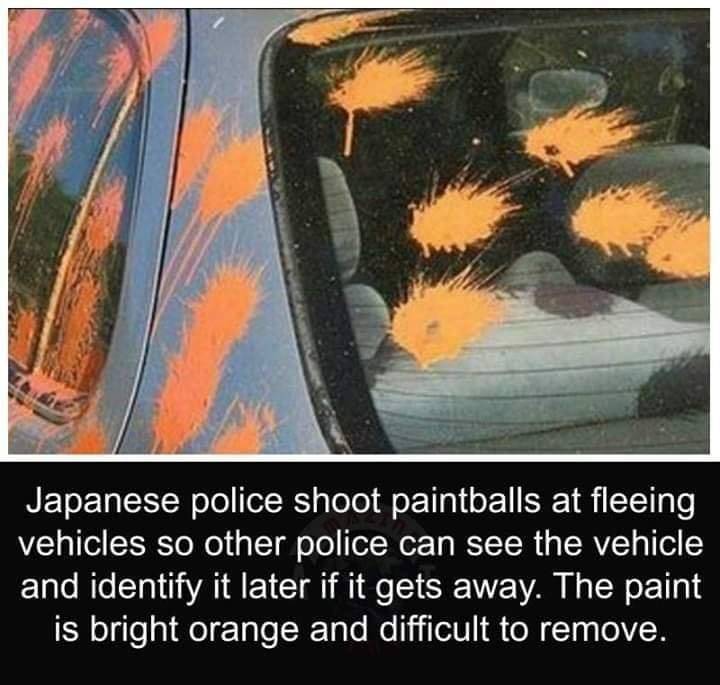 Japanese police shoot paintballs at fleeing
vehicles so other police can see the vehicle
and identify it later if it gets away. The paint
is bright orange and difficult to remove.